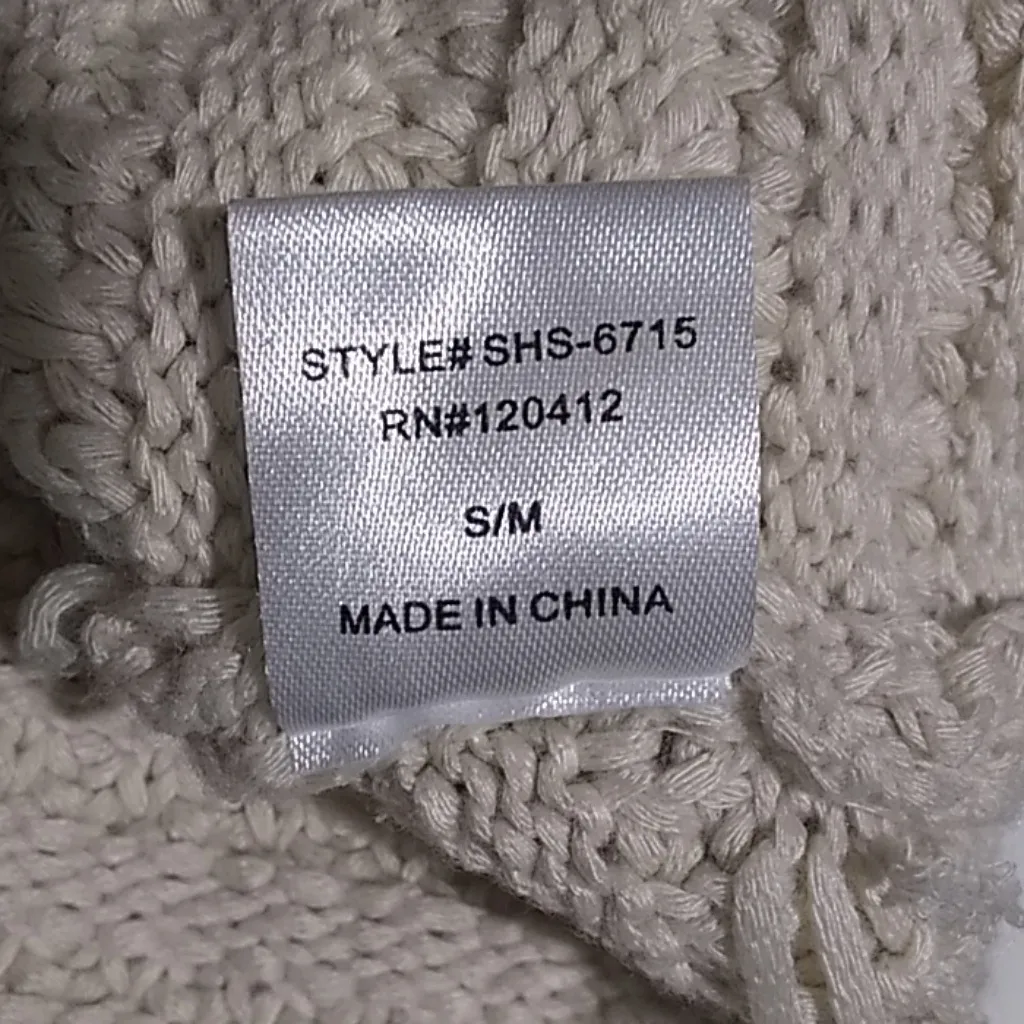 STYLE# SHS-6715
RN#120412
S/M
MADE IN CHINA